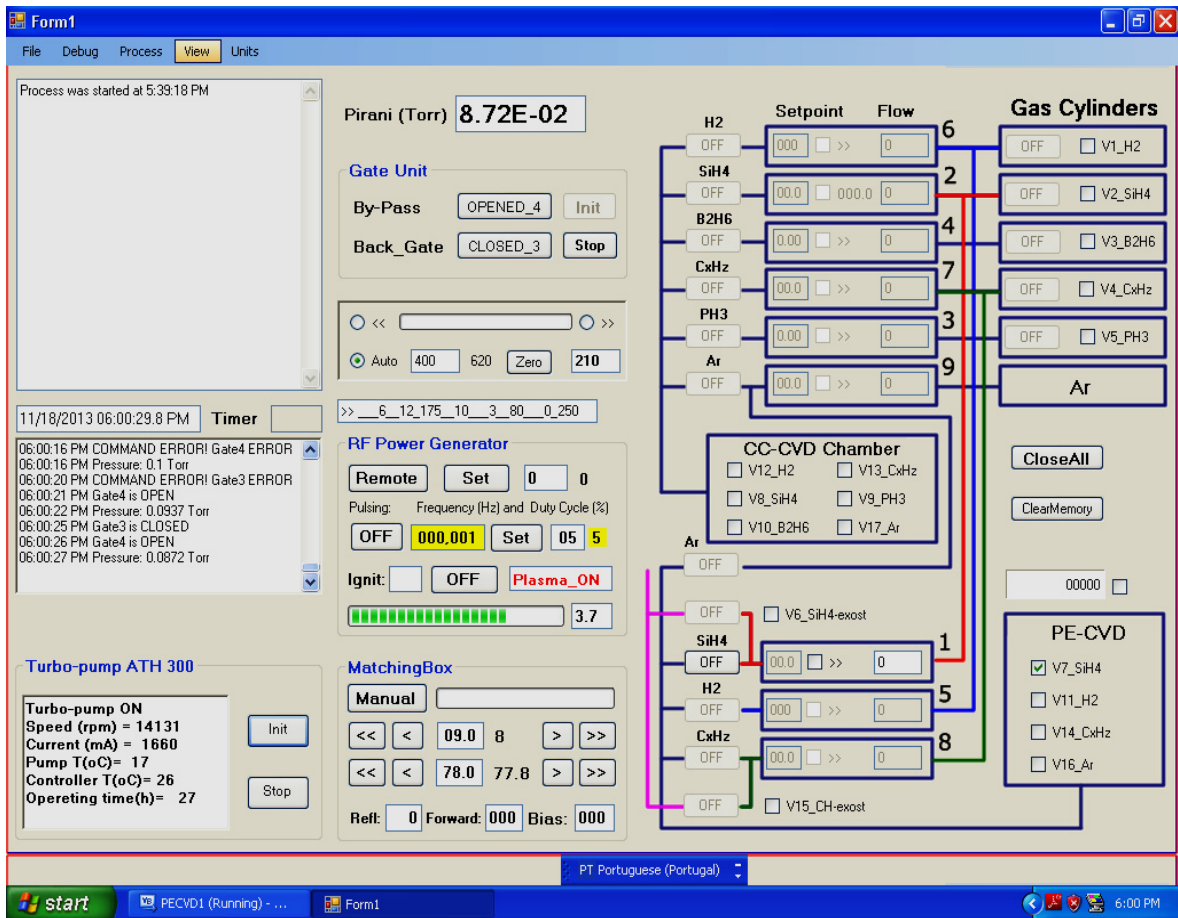 Form1
File Debug Process View Units
Process was started at 5:39:18 PM
11/18/2013 06:00:29.8 PM Timer
06:00:16 PM COMMAND ERROR! Gate4 ERROR
06:00:16 PM Pressure: 0.1 Torr
06:00:20 PM COMMAND ERROR! Gate3 ERROR
06:00:21 PM Gate4 is OPEN
06:00:22 PM Pressure: 0.0937 Torr
06:00:25 PM Gate3 is CLOSED
06:00:26 PM Gate4 is OPEN
06:00:27 PM Pressure: 0.0872 Torr
Turbo-pump ATH 300
Turbo-pump ON
Speed (rpm) = 14131
Current (mA) = 1660
Pump T(oC)= 17
Controller T(oC)= 26
Opereting time(h)= 27
Init
Stop
Pirani (Torr) 8.72E-02
Gate Unit
By-Pass OPENED_4 Init
Back_Gate CLOSED_3 Stop
<< >>
Auto 400 620 Zero 210
>> ___6__12_175__10___3__80___0_250
RF Power Generator
Remote Set 0 0
Pulsing: Frequency (Hz) and Duty Cycle (%)
OFF 000,001 Set 05 5
Ignit: OFF Plasma_ON
3.7
MatchingBox
Manual
<< < 09.0 8 > >>
<< < 78.0 77.8 > >>
Refl: 0 Forward: 000 Bias: 000
Setpoint Flow
H2
OFF 000 >> 0 6
SiH4
OFF 00.0 000.0 0 2
B2H6
OFF 0.00 >> 0 4
CxHz
OFF 00.0 >> 0 7
PH3
OFF 0.00 >> 0 3
Ar
OFF 00.0 >> 0 9
Gas Cylinders
OFF V1_H2
OFF V2_SiH4
OFF V3_B2H6
OFF V4_CxHz
OFF V5_PH3
Ar
CC-CVD Chamber
V12_H2 V13_CxHz
V8_SiH4 V9_PH3
V10_B2H6 V17_Ar
CloseAll
ClearMemory
00000
Ar
OFF
OFF V6_SiH4-exost
SiH4
OFF 00.0 >> 0 1
H2
OFF 000 >> 0 5
CxHz
OFF 00.0 >> 0 8
OFF V15_CH-exost
PE-CVD
V7_SiH4
V11_H2
V14_CxHz
V16_Ar
PT Portuguese (Portugal)
start PECVD1 (Running) - ... Form1 6:00 PM